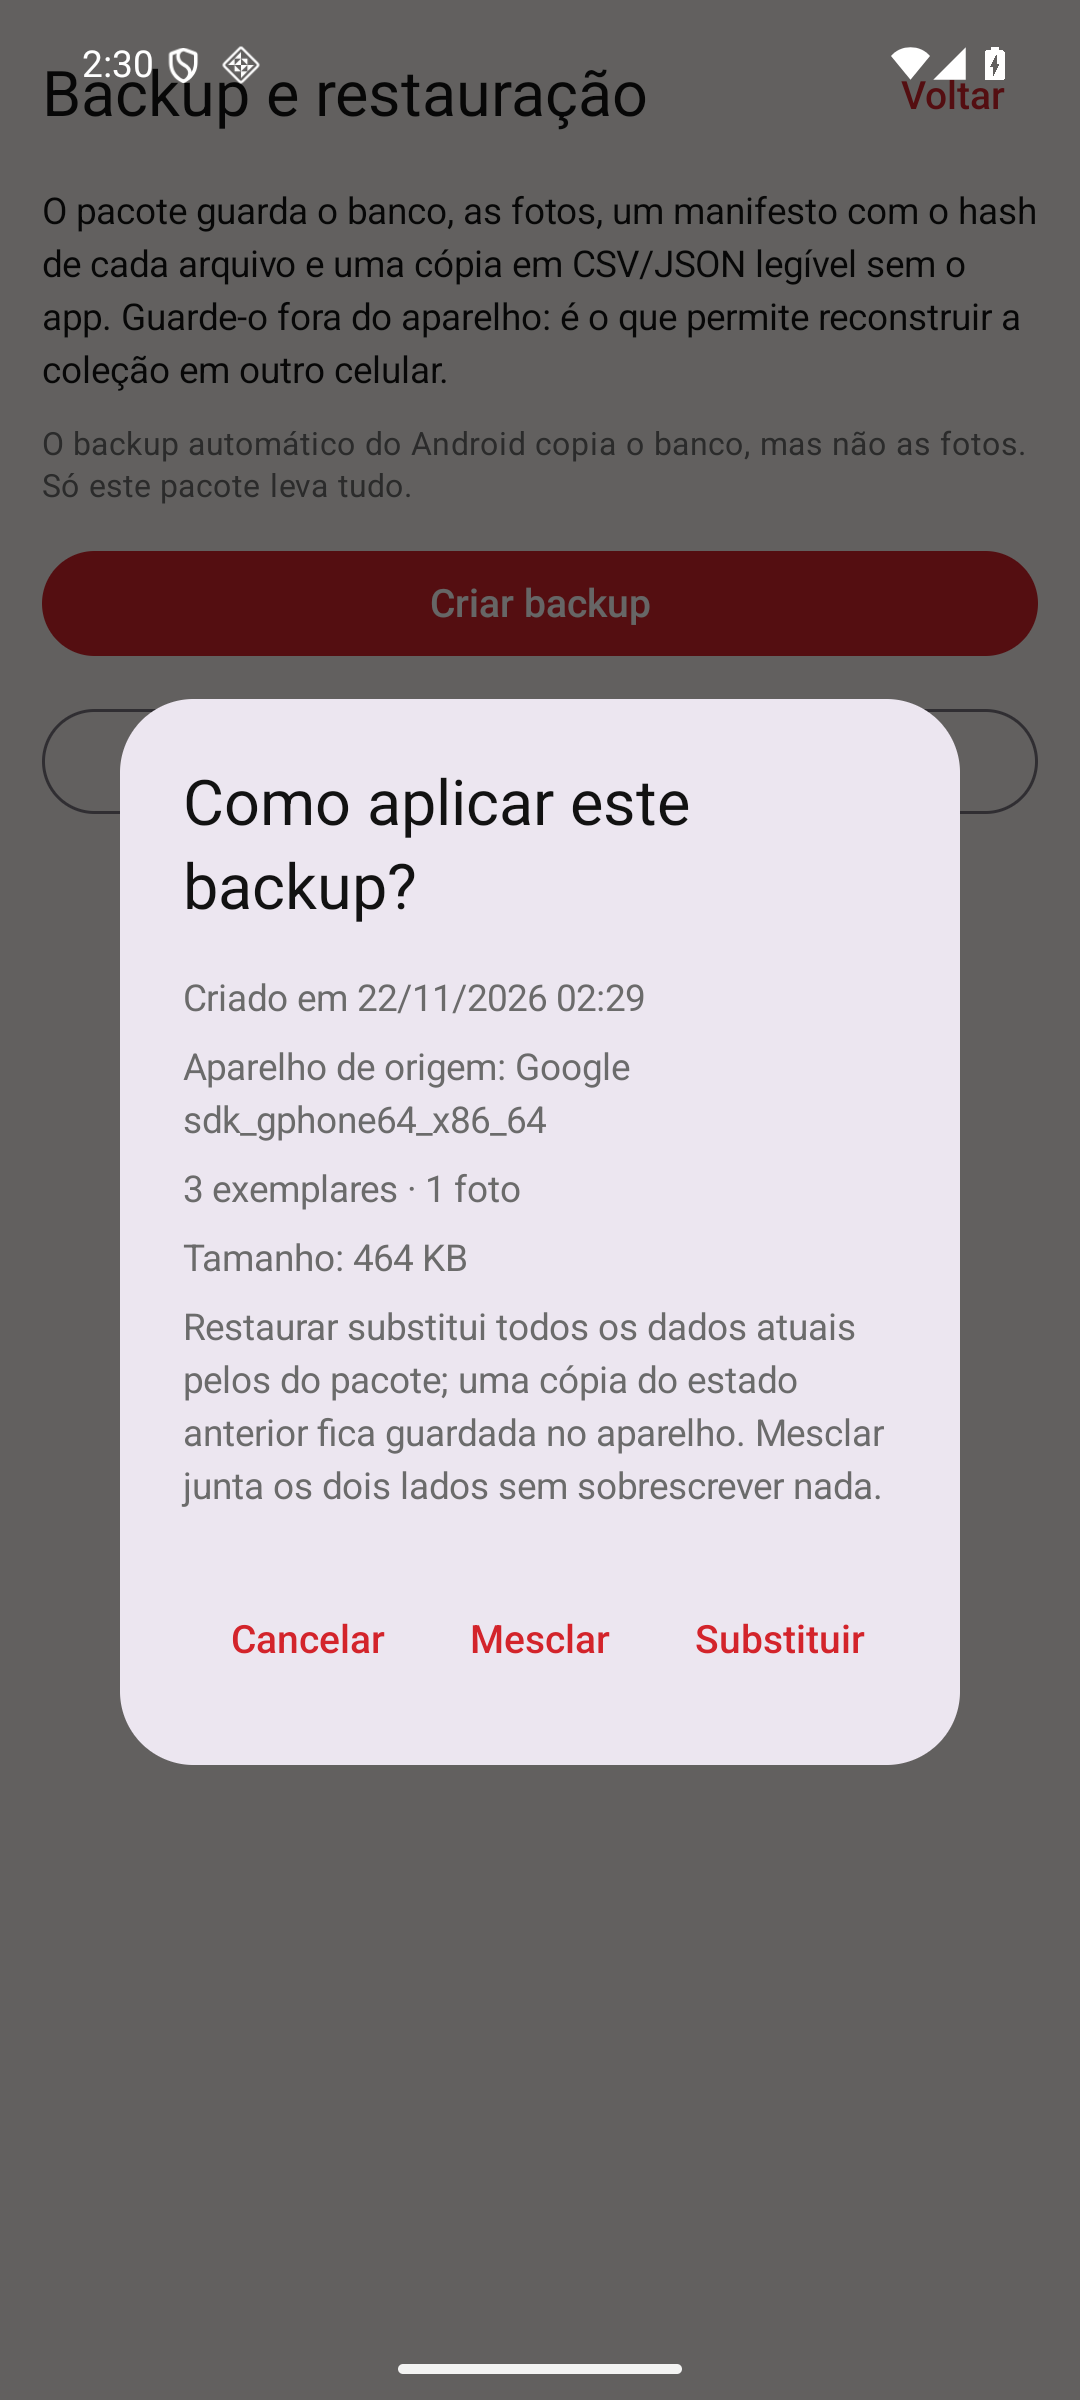 2:30
Backup e restauração
Voltar
O pacote guarda o banco, as fotos, um manifesto com o hash
de cada arquivo e uma cópia em CSV/JSON legível sem o
app. Guarde-o fora do aparelho: é o que permite reconstruir a
coleção em outro celular.
O backup automático do Android copia o banco, mas não as fotos.
Só este pacote leva tudo.
Criar backup
Como aplicar este
backup?
Criado em 22/11/2026 02:29
Aparelho de origem: Google
sdk_gphone64_x86_64
3 exemplares · 1 foto
Tamanho: 464 KB
Restaurar substitui todos os dados atuais
pelos do pacote; uma cópia do estado
anterior fica guardada no aparelho. Mesclar
junta os dois lados sem sobrescrever nada.
Cancelar
Mesclar
Substituir